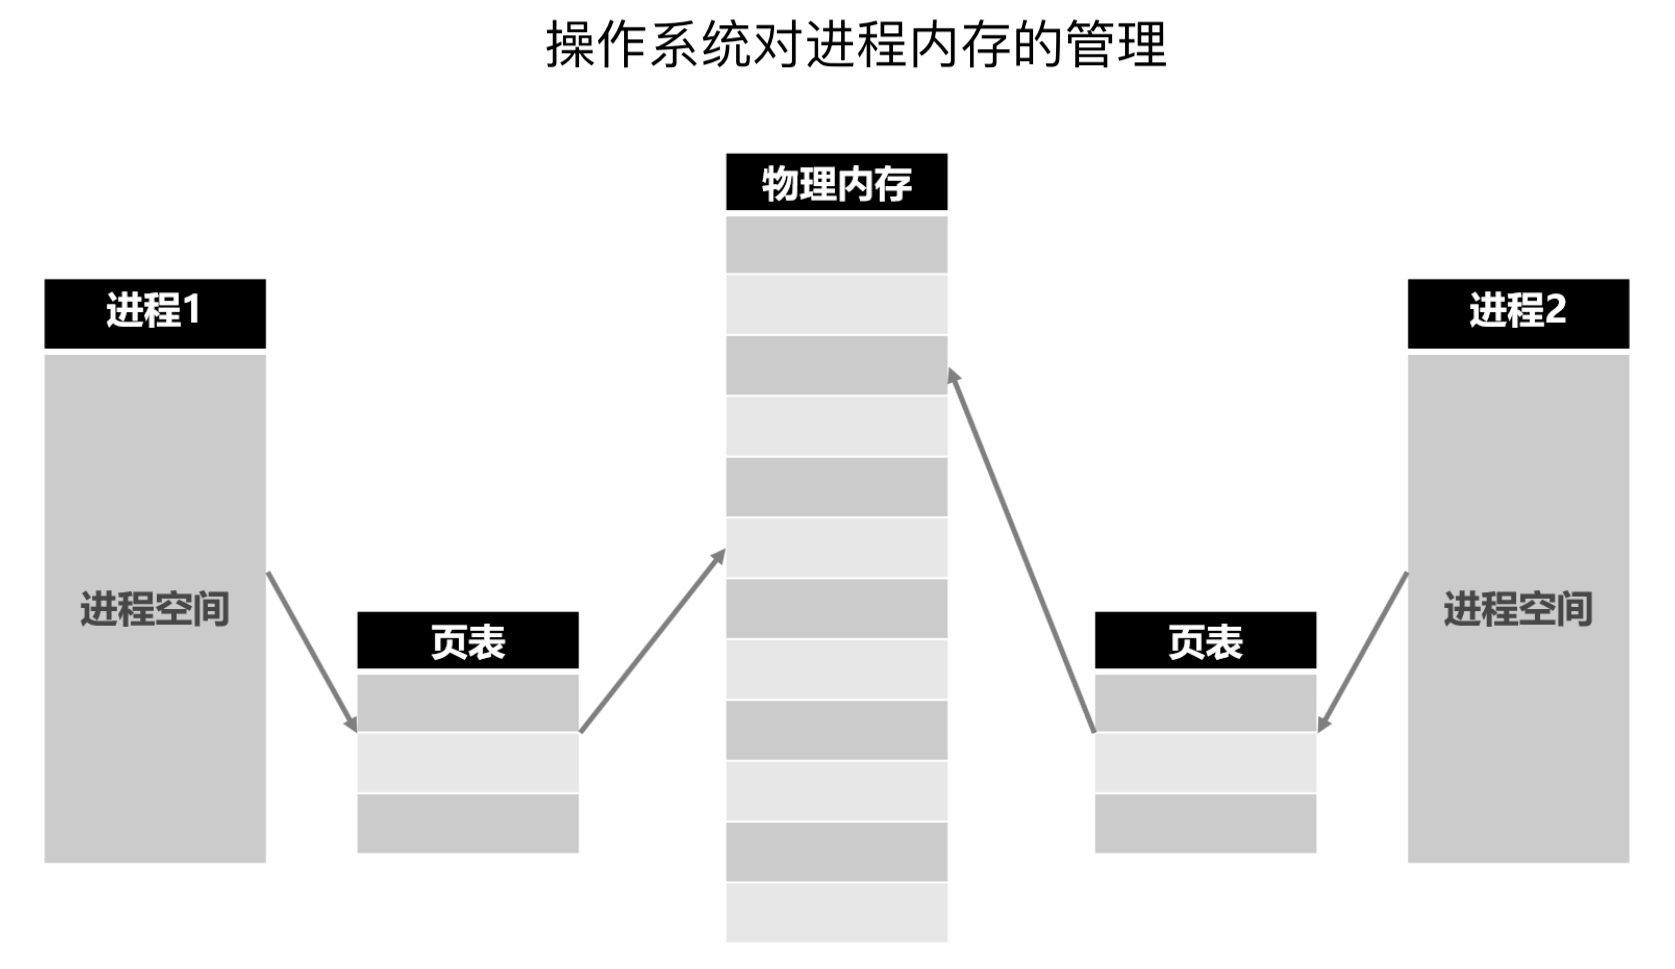 操作系统对进程内存的管理
物理内存
进程1
进程2
进程空间
进程空间
页表
页表